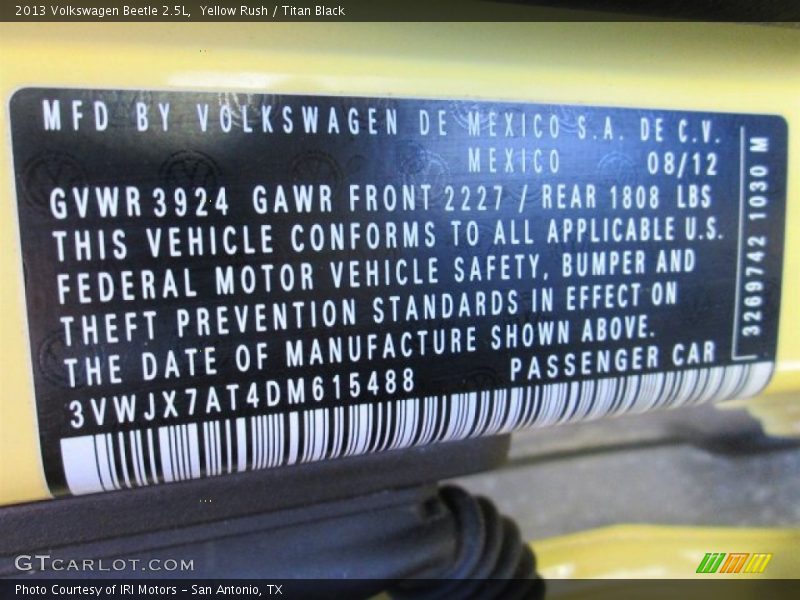 2013 Volkswagen Beetle 2.5L,  Yellow Rush / Titan Black
MFD BY VOLKSWAGEN DE MEXICO S.A. DE C.V.
MEXICO 08/12
GVWR 3924 GAWR FRONT 2227 / REAR 1808 LBS
THIS VEHICLE CONFORMS TO ALL APPLICABLE U.S.
FEDERAL MOTOR VEHICLE SAFETY, BUMPER AND
THEFT PREVENTION STANDARDS IN EFFECT ON
THE DATE OF MANUFACTURE SHOWN ABOVE.
3VWJX7AT4DM615488 PASSENGER CAR
3269742 1030 M
GTCARLOT.COM
Photo Courtesy of IRI Motors – San Antonio, TX